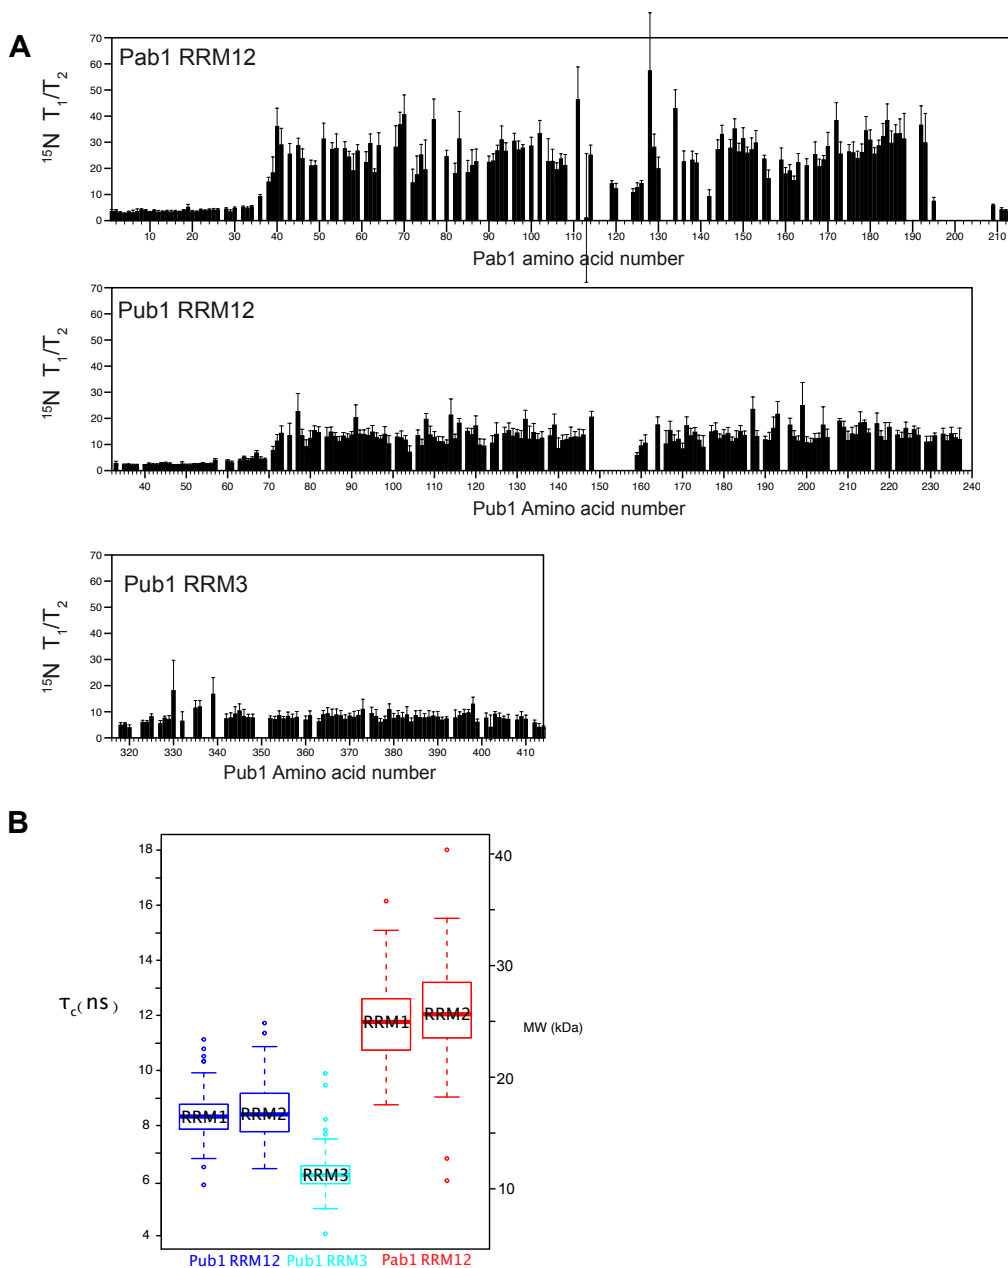 A
Pab1 RRM12
15N T1/T2
70
60
50
40
30
20
10
0
10 20 30 40 50 60 70 80 90 100 110 120 130 140 150 160 170 180 190 200 210
Pab1 amino acid number
Pub1 RRM12
15N T1/T2
70
60
50
40
30
20
10
0
40 50 60 70 80 90 100 110 120 130 140 150 160 170 180 190 200 210 220 230 240
Pub1 Amino acid number
Pub1 RRM3
15N T1/T2
70
60
50
40
30
20
10
0
320 330 340 350 360 370 380 390 400 410
Pub1 Amino acid number
B
τc(ns)
18
16
14
12
10
8
6
4
RRM1
RRM2
RRM3
RRM1
RRM2
40
30
20
10
MW (kDa)
Pub1 RRM12 Pub1 RRM3 Pab1 RRM12